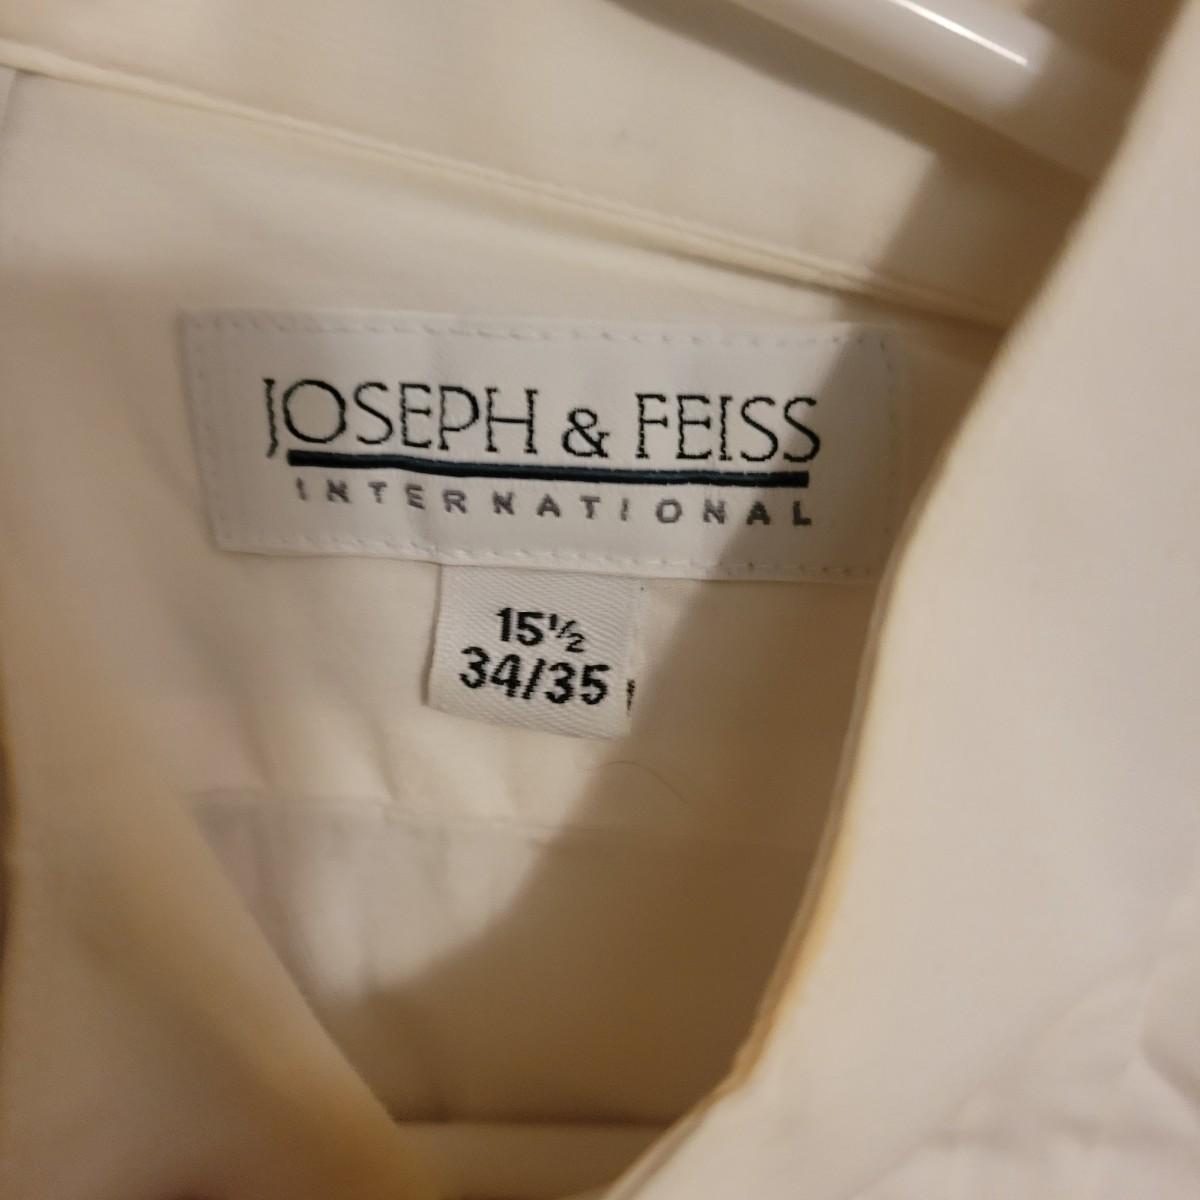 JOSEPH & FEISS
INTERNATIONAL
15½
34/35